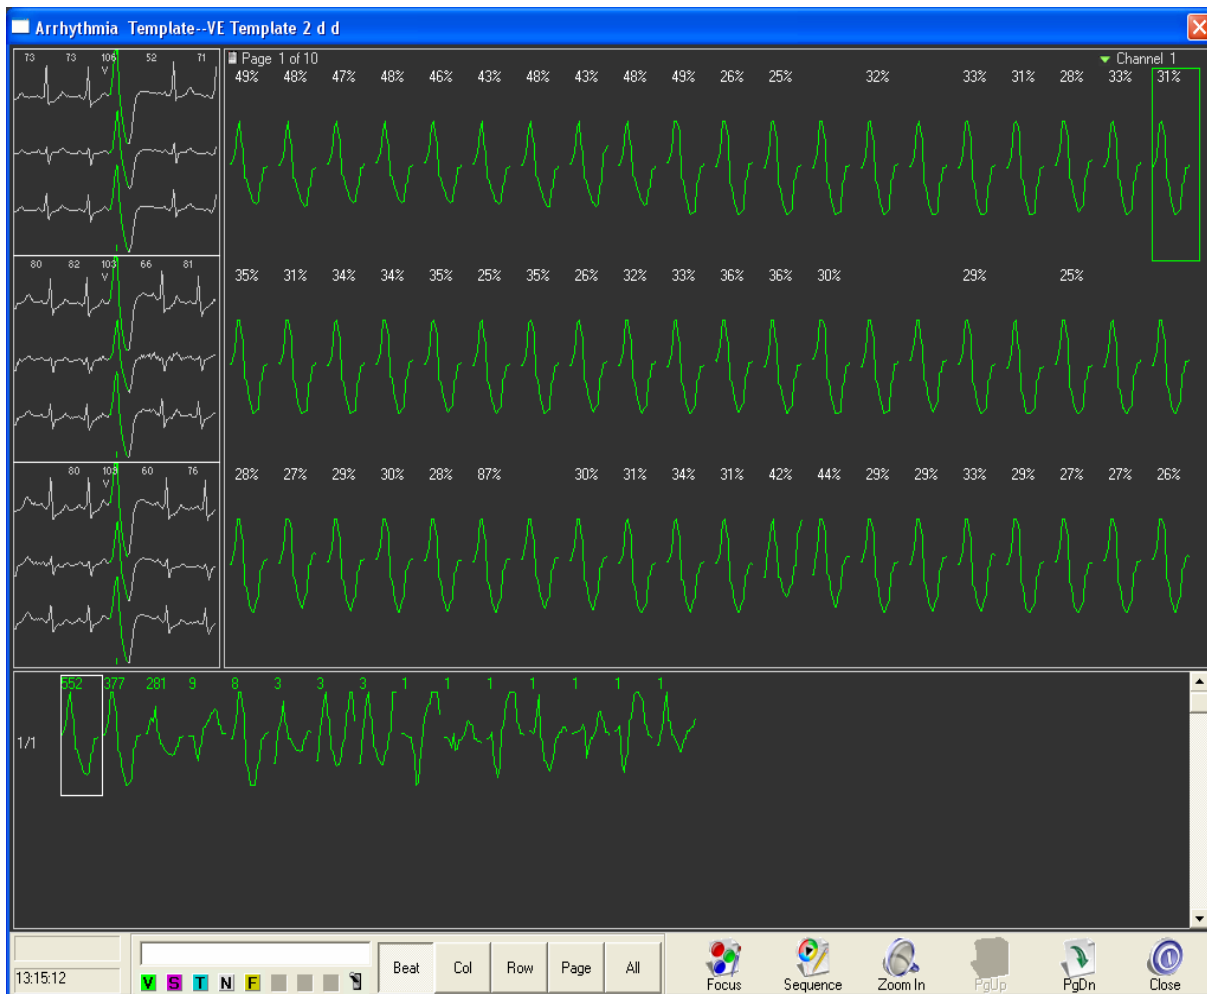 Arrhythmia Template--VE Template 2 d d
73 73 106 52 71
V
Page 1 of 10
Channel 1
49% 48% 47% 48% 46% 43% 48% 43% 48% 49% 26% 25% 32% 33% 31% 28% 33% 31%
80 82 103 66 81
V
35% 31% 34% 34% 35% 25% 35% 26% 32% 33% 36% 36% 30% 29% 25%
80 103 60 76
V
28% 27% 29% 30% 28% 87% 30% 31% 34% 31% 42% 44% 29% 29% 33% 29% 27% 27% 26%
552 377 281 9 8 3 3 3 1 1 1 1 1 1 1
1/1
13:15:12
V S T N F
Beat Col Row Page All
Focus Sequence Zoom In PgUp PgDn Close